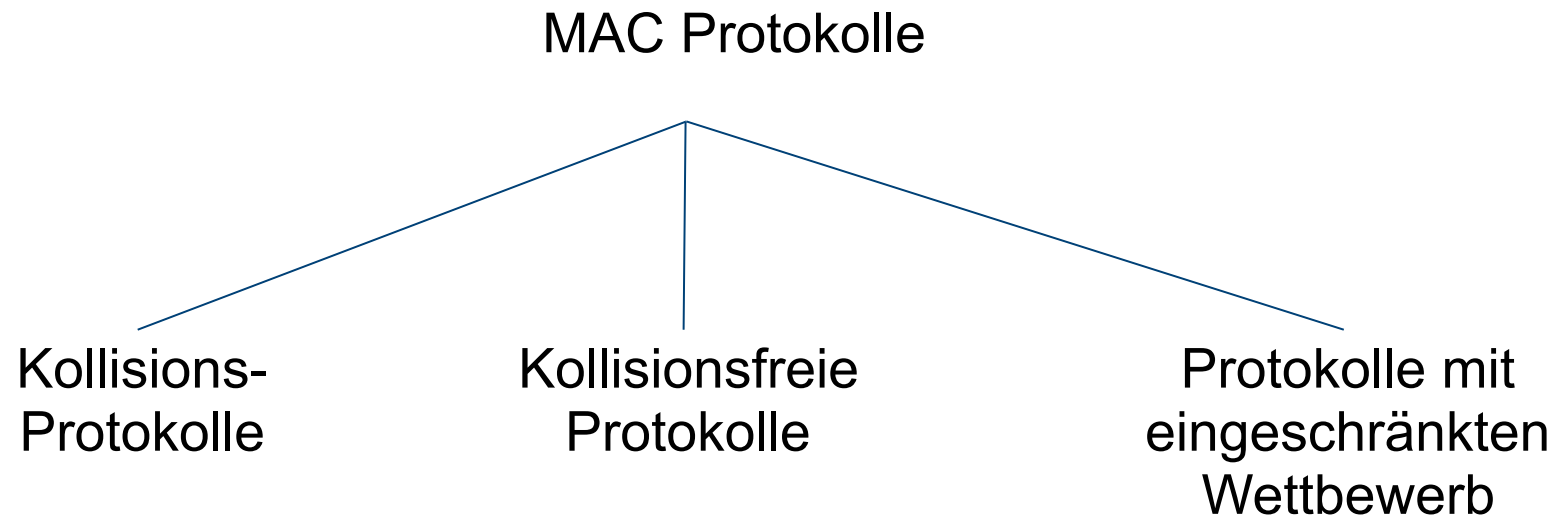 MAC Protokolle
Kollisions-
Protokolle
Kollisionsfreie
Protokolle
Protokolle mit
eingeschränkten
Wettbewerb